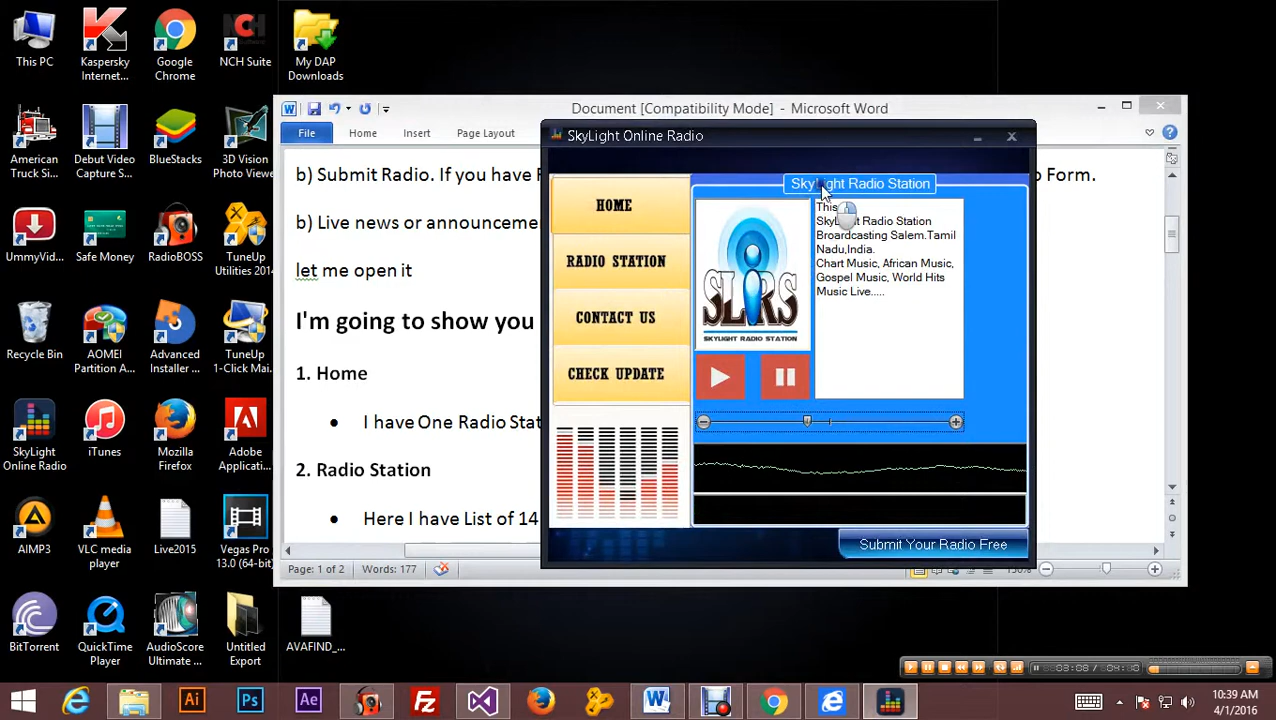 This PC
Kaspersky
Internet...
Google
Chrome
NCH
NCH Suite
My DAP
Downloads
American
Truck Si...
Debut Video
Capture S...
BlueStacks
3D Vision
Photo
UmmyVid...
Safe Money
RadioBOSS
TuneUp
Utilities 2014
Recycle Bin
AOMEI
Partition A...
Advanced
Installer ...
TuneUp
1-Click Mai...
SkyLight
Online Radio
iTunes
Mozilla
Firefox
Adobe
Applicati...
AIMP3
VLC media
player
Live2015
Vegas Pro
13.0 (64-bit)
BitTorrent
QuickTime
Player
AudioScore
Ultimate ...
Untitled
Export
AVAFIND_...
Document [Compatibility Mode] - Microsoft Word
File
Home
Insert
Page Layout
b) Submit Radio. If you have
o Form.
b) Live news or announceme
let me open it
I'm going to show you
1. Home
I have One Radio Stat
2. Radio Station
Here I have List of 14
Page: 1 of 2
Words: 177
150%
SkyLight Online Radio
HOME
RADIO STATION
CONTACT US
CHECK UPDATE
SkyLight Radio Station
SLRS
SKYLIGHT RADIO STATION
This
SkyLight Radio Station
Broardcasting Salem.Tamil
Nadu,India.
Chart Music, African Music,
Gospel Music, World Hits
Music Live.....
Submit Your Radio Free
Ai
Ps
Ae
10:39 AM
4/1/2016